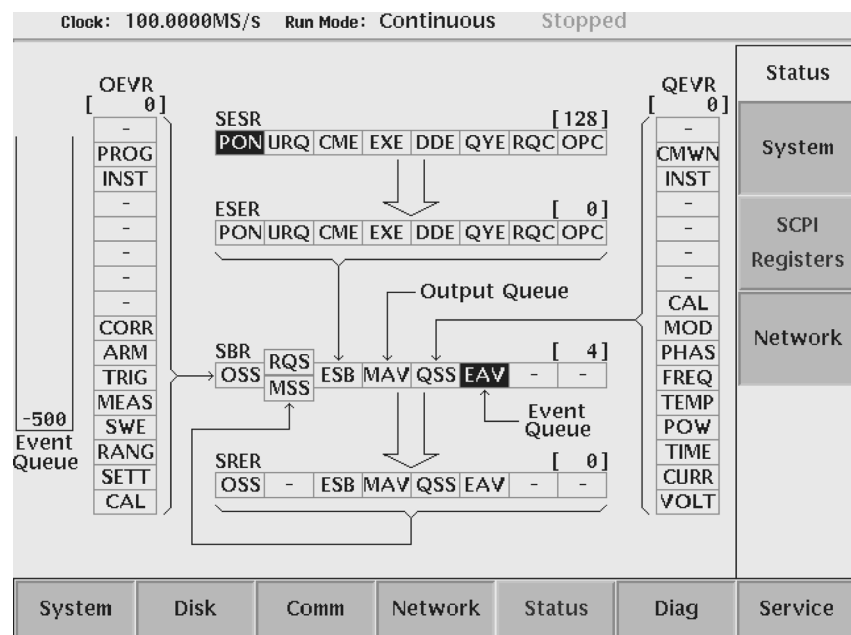 Clock: 100.0000MS/s Run Mode: Continuous Stopped
OEVR
[ 0]
-
PROG
INST
-
-
-
-
-
CORR
ARM
TRIG
MEAS
SWE
RANG
SETT
CAL
-500
Event
Queue
SESR [128]
PON URQ CME EXE DDE QYE RQC OPC
ESER [ 0]
PON URQ CME EXE DDE QYE RQC OPC
Output Queue
SBR [ 4]
OSS RQS MSS ESB MAV QSS EAV - -
Event
Queue
SRER [ 0]
OSS - ESB MAV QSS EAV - -
QEVR
[ 0]
-
CMWN
INST
-
-
-
-
CAL
MOD
PHAS
FREQ
TEMP
POW
TIME
CURR
VOLT
Status
System
SCPI
Registers
Network
System Disk Comm Network Status Diag Service